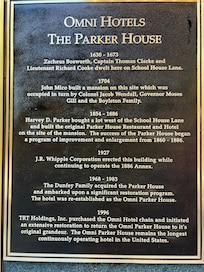 OMNI HOTELS
THE PARKER HOUSE
1630 - 1673
Zacheus Bosworth, Captain Thomas Clarke and
Lieutenant Richard Cooke dwelt here on School House Lane.
1704
John Mico built a mansion on this site which was
occupied in turn by Colonel Jacob Wendall, Governor Moses
Gill and the Boylston Family.
1854 - 1886
Harvey D. Parker bought a lot west of the School House Lane
and built the original Parker House Restaurant and Hotel
on the site of the mansion. The success of the Parker House began
a program of improvement and enlargement from 1860 - 1886.
1927
J.R. Whipple Corporation erected this building while
continuing to operate the 1886 Annex.
1968 - 1983
The Dunfey Family acquired the Parker House
and embarked upon a significant restoration program.
The hotel was re-established as the Omni Parker House.
1996
TRT Holdings, Inc. purchased the Omni Hotel chain and initiated
an extensive restoration to return the Omni Parker House to it's
original grandeur. The Omni Parker House remains the longest
continuously operating hotel in the United States.